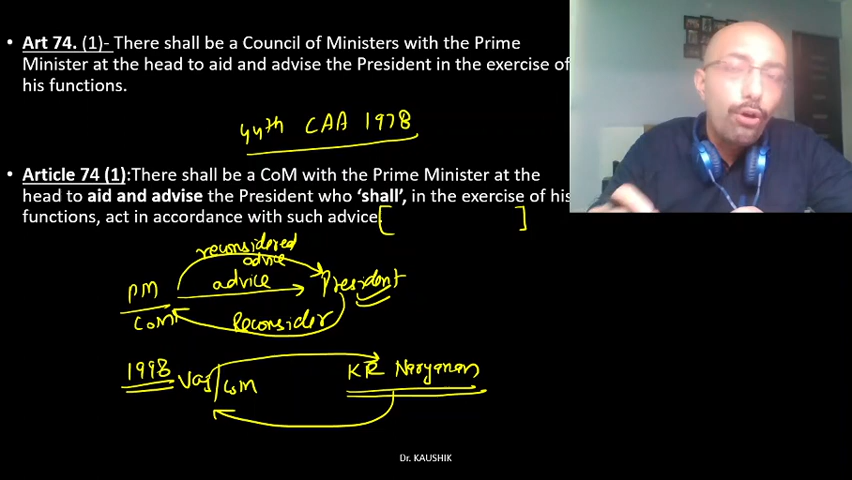 • Art 74. (1)- There shall be a Council of Ministers with the Prime
Minister at the head to aid and advise the President in the exercise of
his functions.
44th CAA 1978
• Article 74 (1):There shall be a CoM with the Prime Minister at the
head to aid and advise the President who ‘shall’, in the exercise of his
functions, act in accordance with such advice [ ]
reconsidered
advice
advice
President
PM
CoM
Reconsider
1998 Vaj/CoM
KR Naryanan
Dr. KAUSHIK